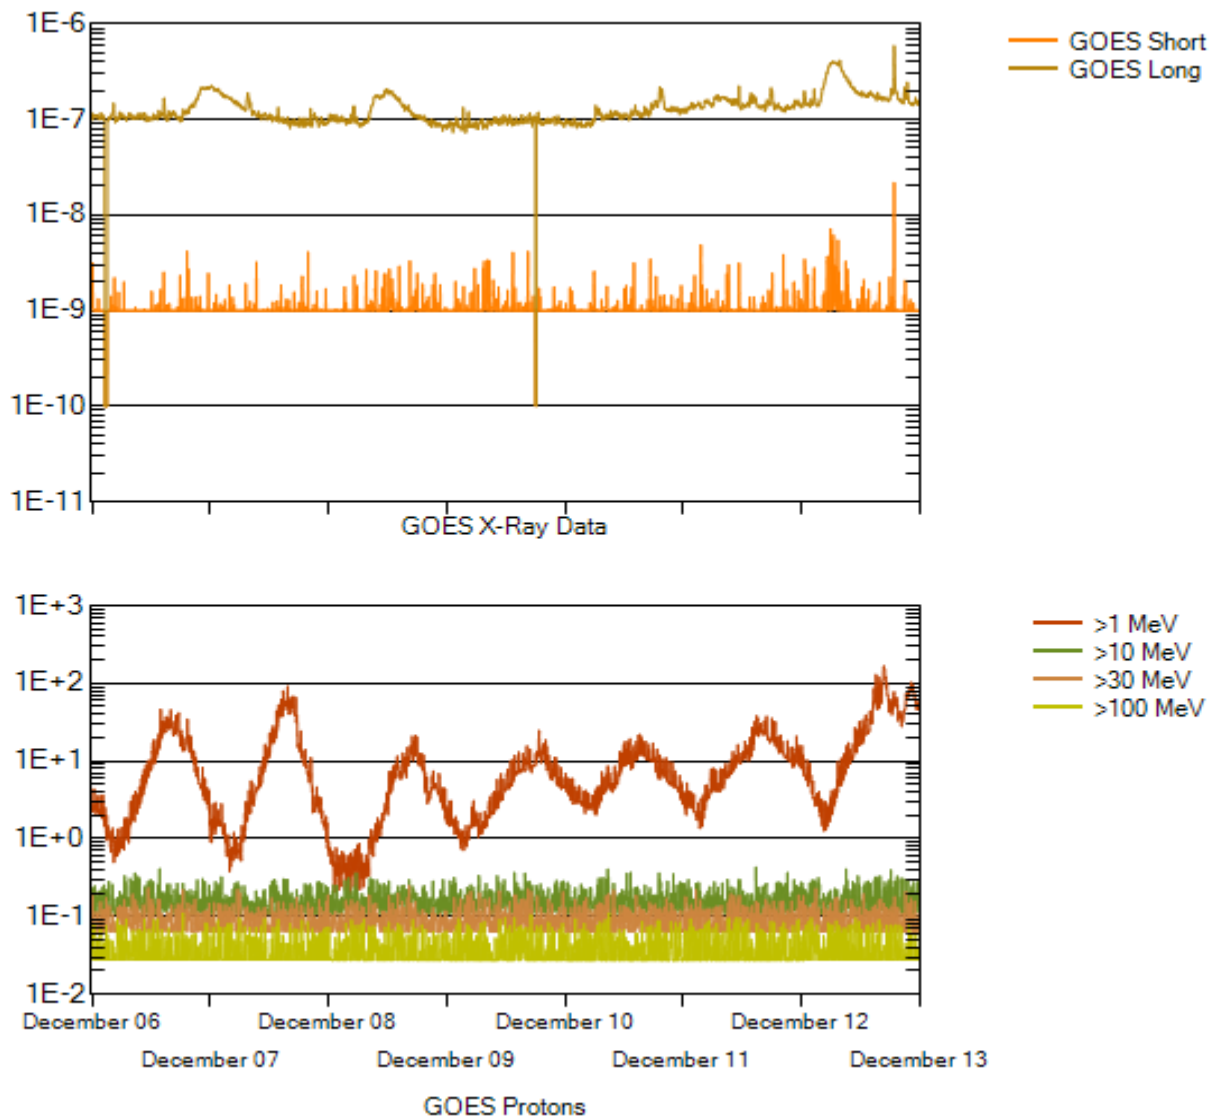 1E-6
1E-7
1E-8
1E-9
1E-10
1E-11
GOES Short
GOES Long
GOES X-Ray Data
1E+3
1E+2
1E+1
1E+0
1E-1
1E-2
>1 MeV
>10 MeV
>30 MeV
>100 MeV
December 06 December 08 December 10 December 12
December 07 December 09 December 11 December 13
GOES Protons